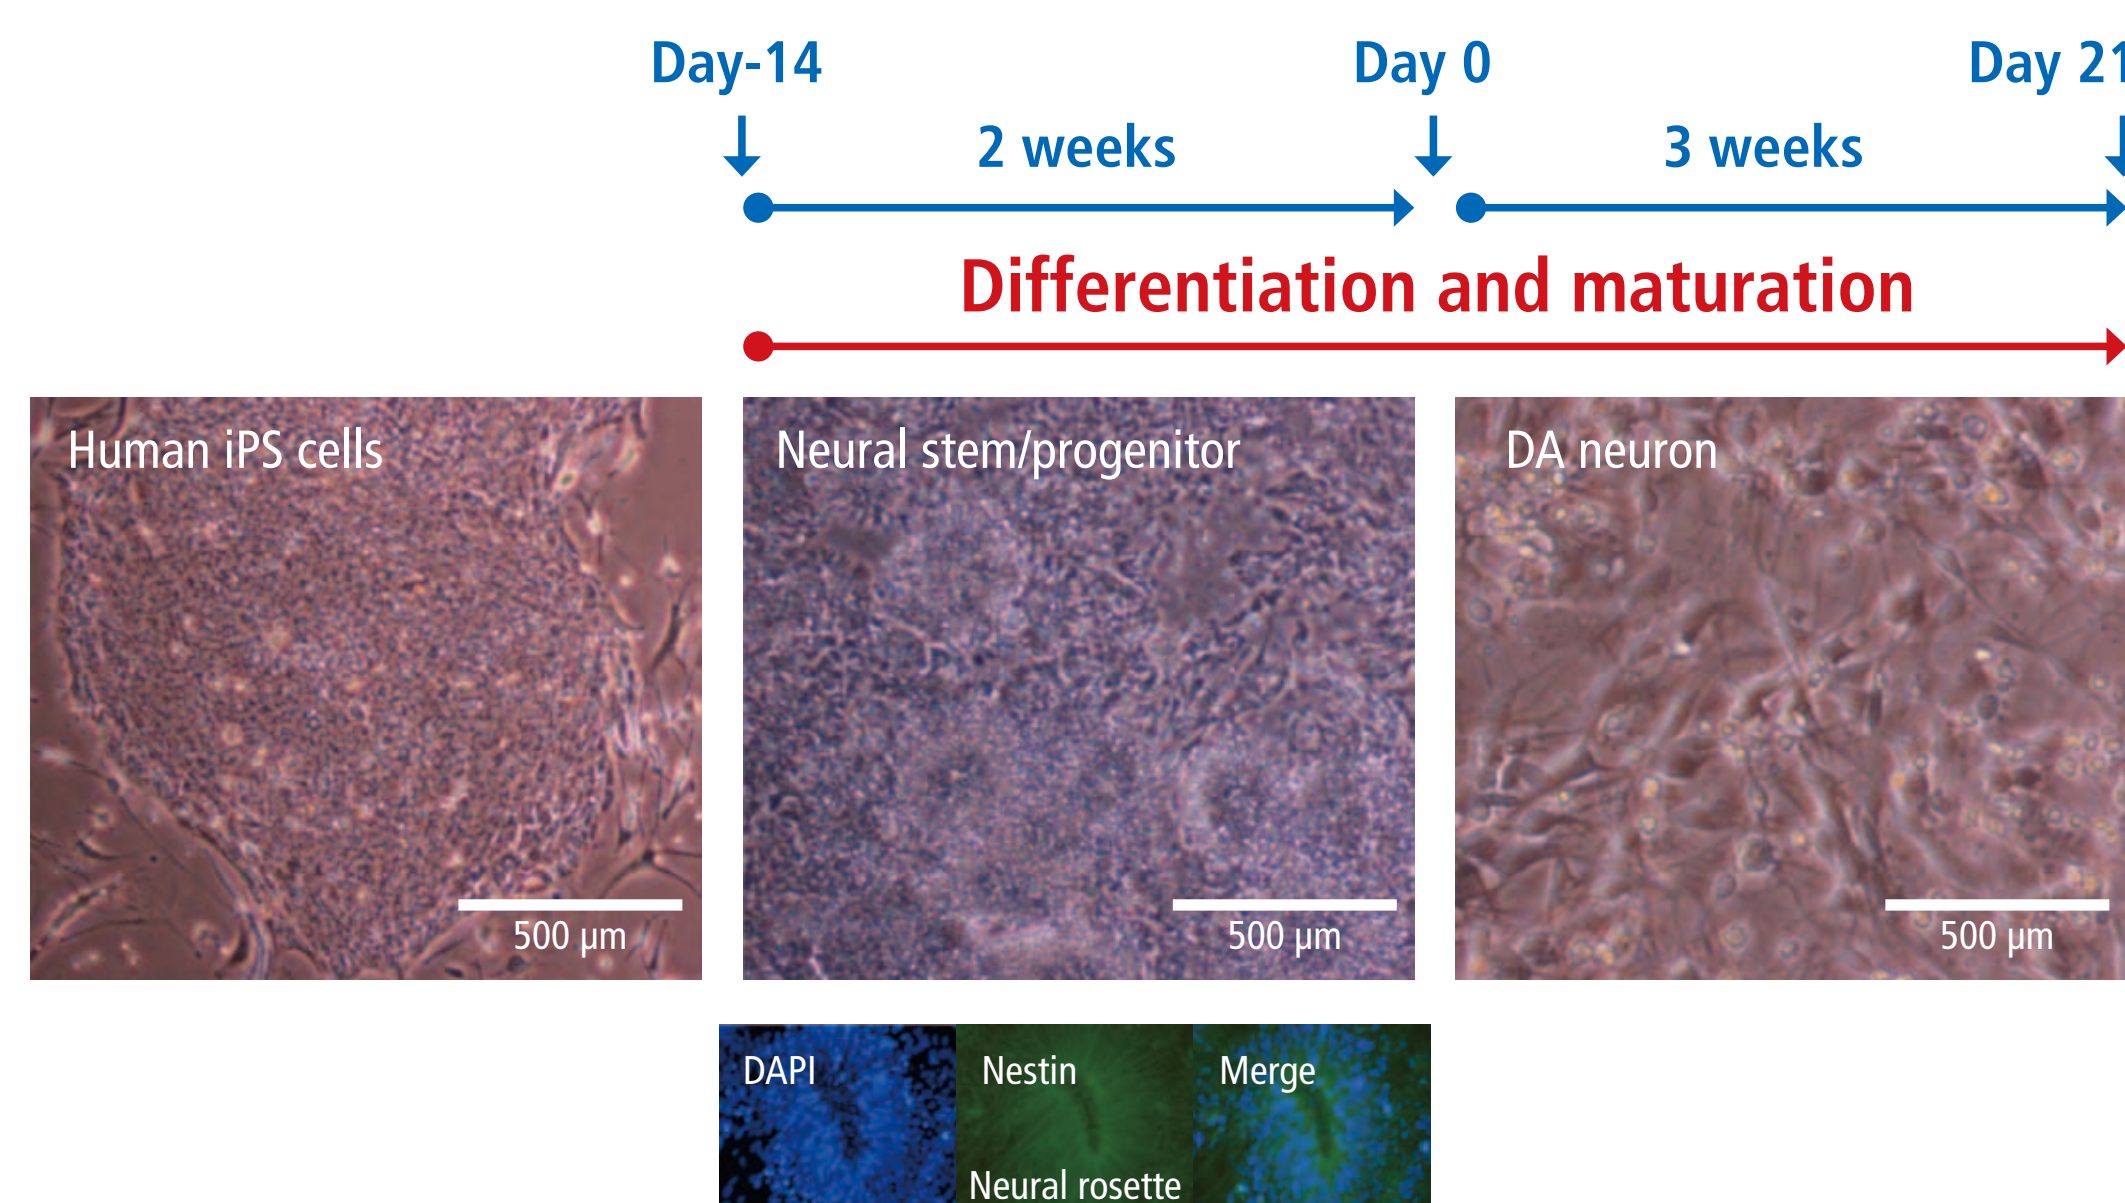 Day-14
Day 0
Day 21
2 weeks
3 weeks
Differentiation and maturation
Human iPS cells
Neural stem/progenitor
DA neuron
500 µm
500 µm
500 µm
DAPI
Nestin
Merge
Neural rosette